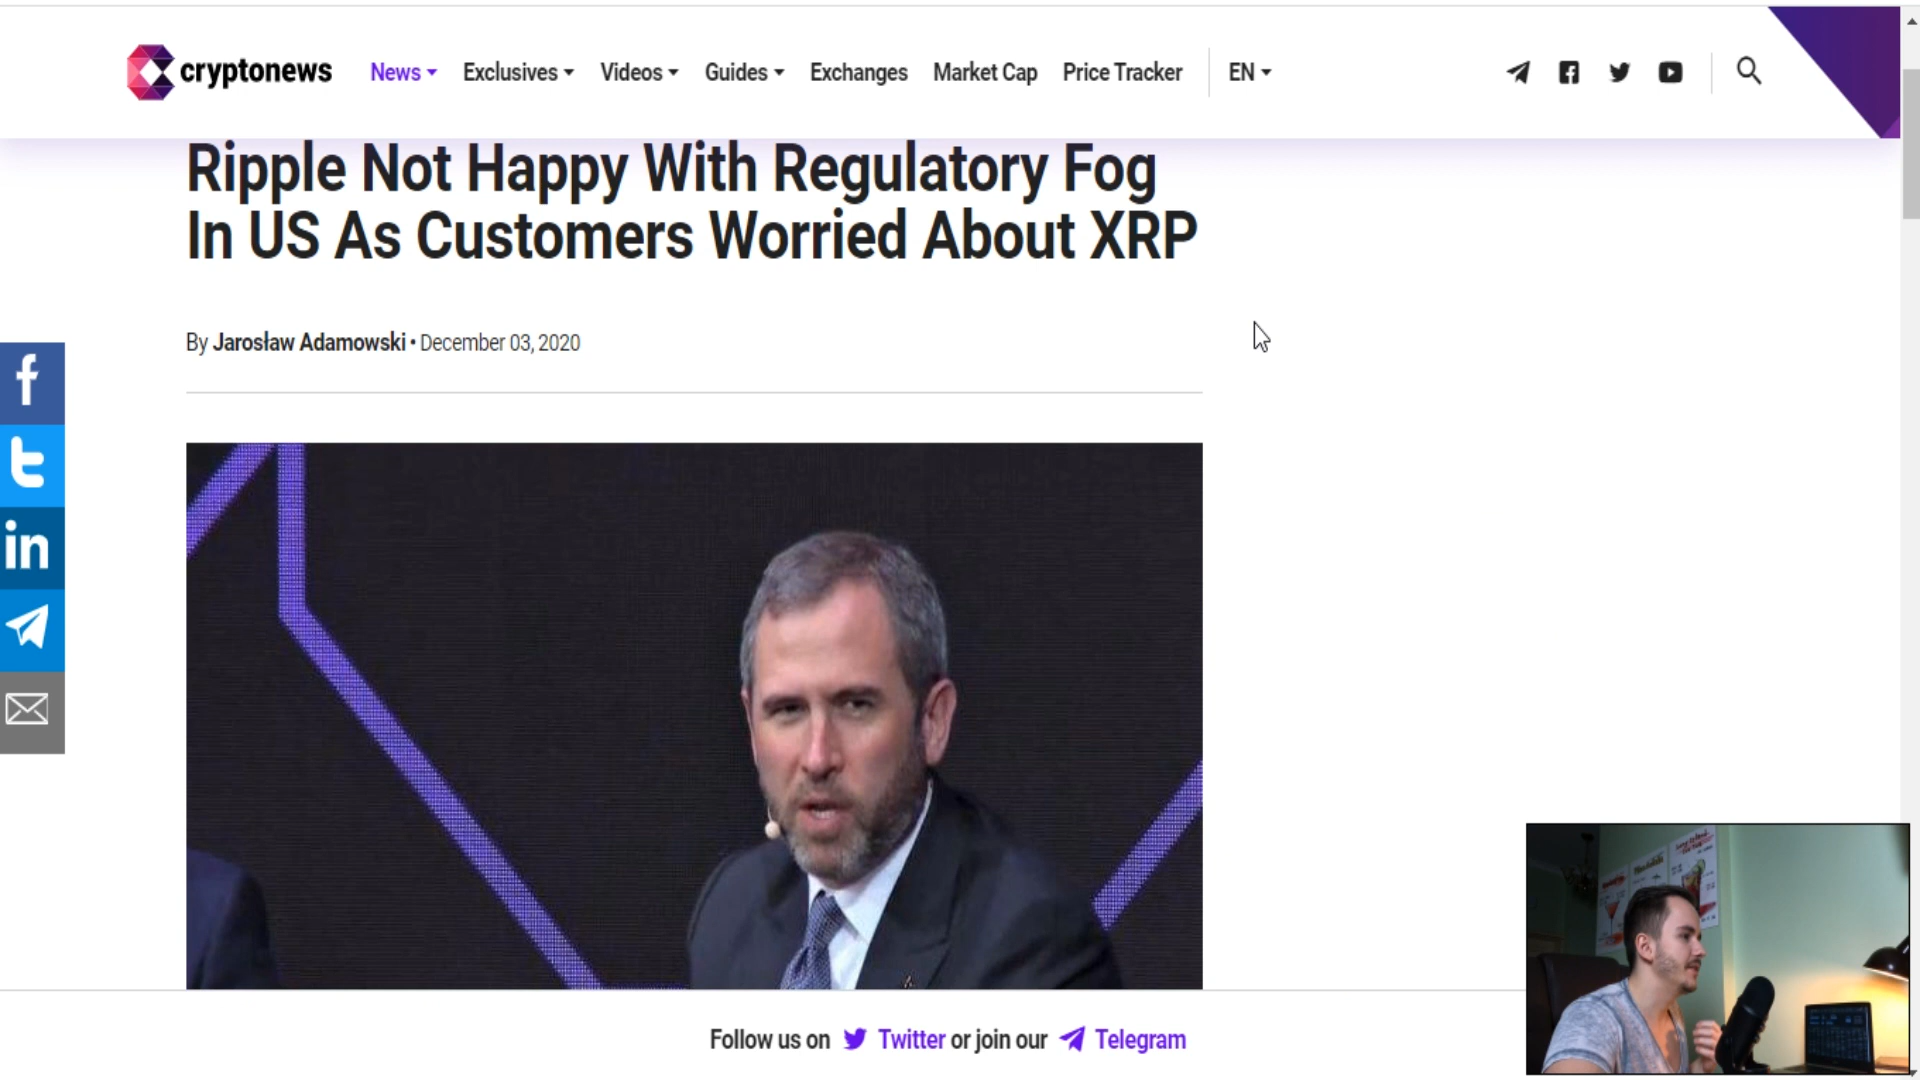 cryptonews
News Exclusives Videos Guides Exchanges Market Cap Price Tracker EN
Ripple Not Happy With Regulatory Fog
In US As Customers Worried About XRP
By Jarosław Adamowski • December 03, 2020
Follow us on Twitter or join our Telegram